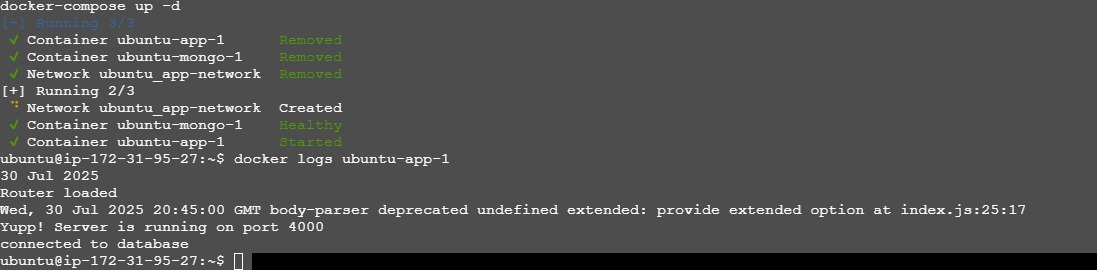 docker-compose up -d
[+] Running 3/3
✓ Container ubuntu-app-1 Removed
✓ Container ubuntu-mongo-1 Removed
✓ Network ubuntu_app-network Removed
[+] Running 2/3
Network ubuntu_app-network Created
✓ Container ubuntu-mongo-1 Healthy
✓ Container ubuntu-app-1 Started
ubuntu@ip-172-31-95-27:~$ docker logs ubuntu-app-1
30 Jul 2025
Router loaded
Wed, 30 Jul 2025 20:45:00 GMT body-parser deprecated undefined extended: provide extended option at index.js:25:17
Yupp! Server is running on port 4000
connected to database
ubuntu@ip-172-31-95-27:~$